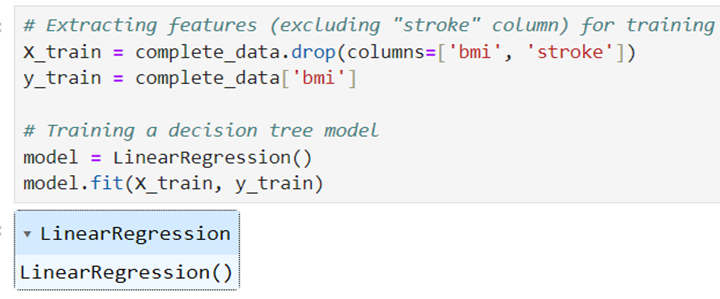 # Extracting features (excluding "stroke" column) for training
X_train = complete_data.drop(columns=['bmi', 'stroke'])
y_train = complete_data['bmi']
# Training a decision tree model
model = LinearRegression()
model.fit(X_train, y_train)
▾ LinearRegression
LinearRegression()